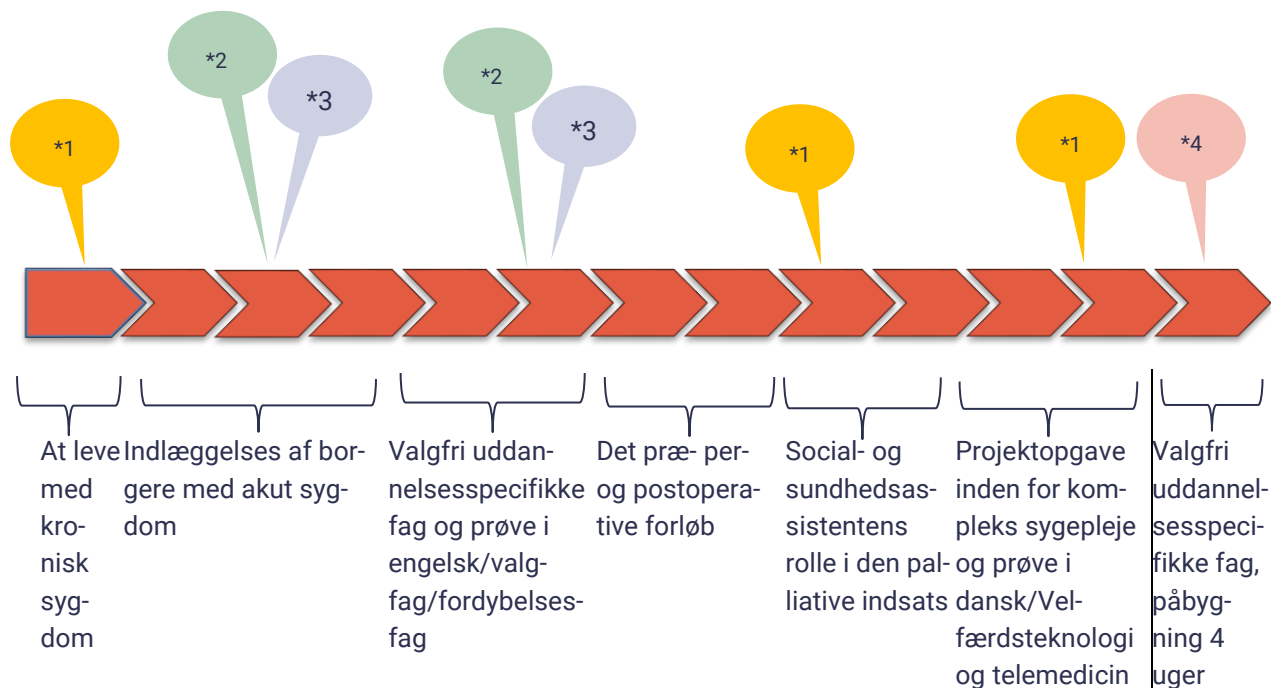 *1
*2
*3
*2
*3
*1
*1
*4
At leve
med
kro-
nisk
syg-
dom
Indlæggelses af bor-
gere med akut syg-
dom
Valgfri uddan-
nelsesspecifikke
fag og prøve i
engelsk/valg-
fag/fordybelses-
fag
Det præ- per-
og postopera-
tive forløb
Social- og
sundhedsas-
sistentens
rolle i den pal-
liative indsats
Projektopgave
inden for kom-
pleks sygepleje
og prøve i
dansk/Vel-
færdsteknologi
og telemedicin
Valgfri
uddannel-
sesspeci-
fikke fag,
påbyg-
ning 4
uger